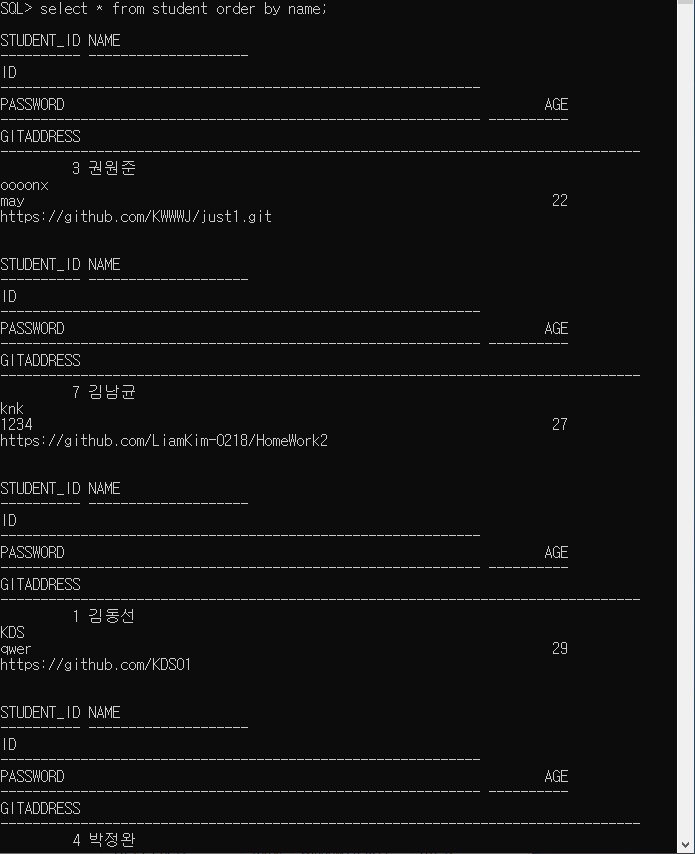 SQL> select * from student order by name;
STUDENT_ID NAME
---------- --------------------
ID
------------------------------------------------------------
PASSWORD AGE
------------------------------------------------------------ ----------
GITADDRESS
--------------------------------------------------------------------------------
3 권원준
oooonx
may 22
https://github.com/KWWWJ/just1.git
STUDENT_ID NAME
---------- --------------------
ID
------------------------------------------------------------
PASSWORD AGE
------------------------------------------------------------ ----------
GITADDRESS
--------------------------------------------------------------------------------
7 김남균
knk
1234 27
https://github.com/LiamKim-0218/HomeWork2
STUDENT_ID NAME
---------- --------------------
ID
------------------------------------------------------------
PASSWORD AGE
------------------------------------------------------------ ----------
GITADDRESS
--------------------------------------------------------------------------------
1 김동선
KDS
qwer 29
https://github.com/KDS01
STUDENT_ID NAME
---------- --------------------
ID
------------------------------------------------------------
PASSWORD AGE
------------------------------------------------------------ ----------
GITADDRESS
--------------------------------------------------------------------------------
4 박정완